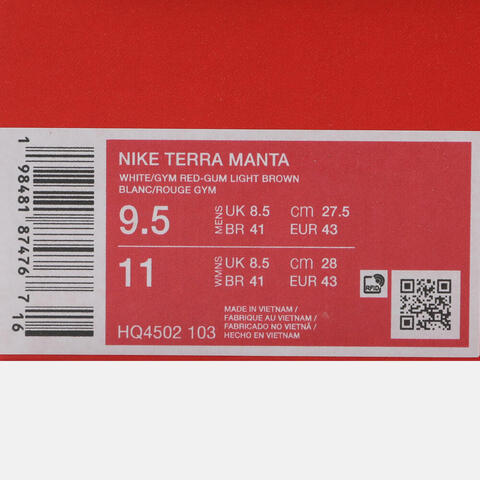 NIKE TERRA MANTA
WHITE/GYM RED-GUM LIGHT BROWN
BLANC/ROUGE GYM
9.5 MENS UK 8.5 cm 27.5
BR 41 EUR 43
11 WMNS UK 8.5 cm 28
BR 41 EUR 43
RFID
HQ4502 103
MADE IN VIETNAM /
FABRIQUE AU VIETNAM /
FABRICADO NO VIETNÃ /
HECHO EN VIETNAM
1 98481 87476 7 16